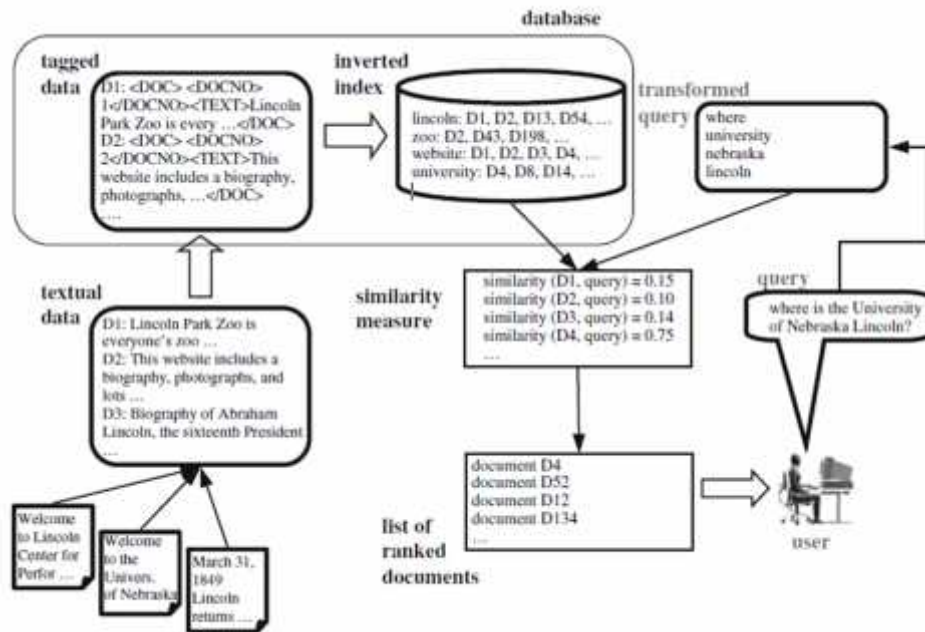 database
tagged
data
D1: <DOC> <DOCNO>
1</DOCNO><TEXT>Lincoln
Park Zoo is every …</DOC>
D2: <DOC> <DOCNO>
2</DOCNO><TEXT>This
website includes a biography,
photographs, …</DOC>
….
inverted
index
lincoln: D1, D2, D13, D54, …
zoo: D2, D43, D198, …
website: D1, D2, D3, D4, …
university: D4, D8, D14, …
transformed
query
where
university
nebraska
lincoln
textual
data
D1: Lincoln Park Zoo is
everyone's zoo …
D2: This website includes a
biography, photographs, and
lots …
D3: Biography of Abraham
Lincoln, the sixteenth President
…
similarity
measure
similarity (D1, query) = 0.15
similarity (D2, query) = 0.10
similarity (D3, query) = 0.14
similarity (D4, query) = 0.75
…
query
where is the University
of Nebraska Lincoln?
Welcome
to Lincoln
Center for
Perfor …
Welcome
to the
Univers.
of Nebraska
March 31,
1849
Lincoln
returns ….
list of
ranked
documents
document D4
document D52
document D12
document D134
…
user